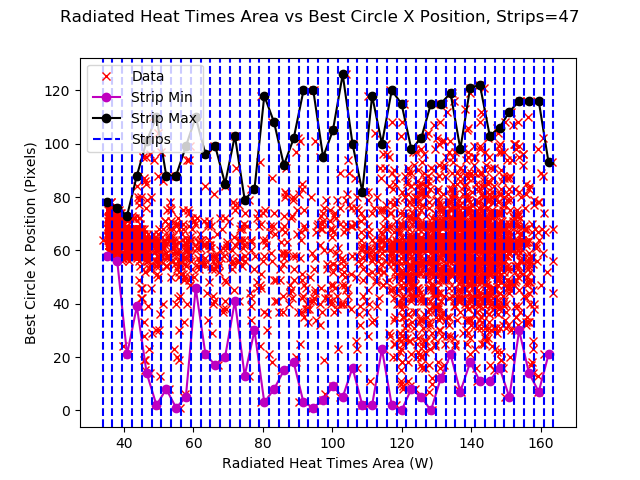 Radiated Heat Times Area vs Best Circle X Position, Strips=47
Data
Strip Min
Strip Max
Strips
Best Circle X Position (Pixels)
120
100
80
60
40
20
0
40 60 80 100 120 140 160
Radiated Heat Times Area (W)